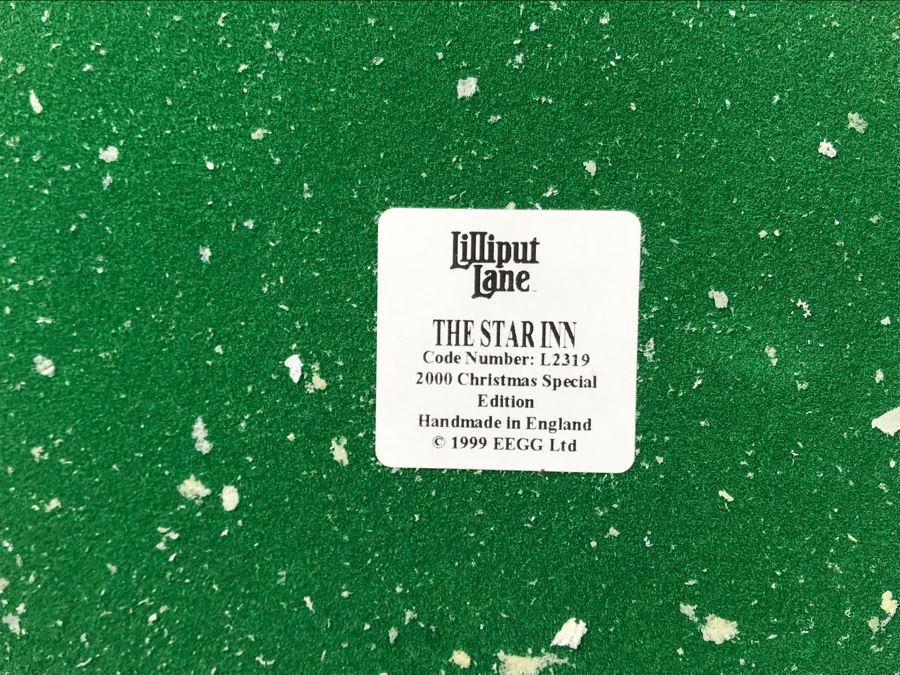 Lilliput
Lane
THE STAR INN
Code Number: L2319
2000 Christmas Special
Edition
Handmade in England
© 1999 EEGG Ltd